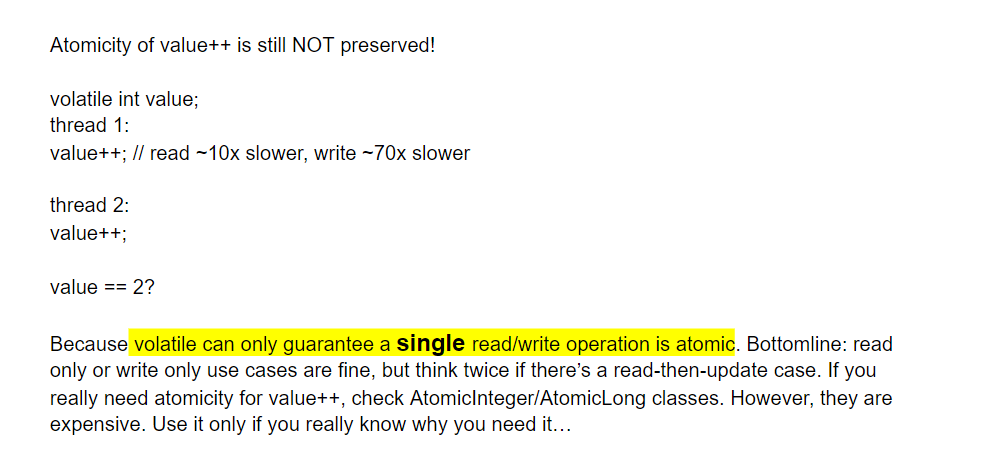 Atomicity of value++ is still NOT preserved!
volatile int value;
thread 1:
value++; // read ~10x slower, write ~70x slower
thread 2:
value++;
value == 2?
Because volatile can only guarantee a single read/write operation is atomic. Bottomline: read
only or write only use cases are fine, but think twice if there’s a read-then-update case. If you
really need atomicity for value++, check AtomicInteger/AtomicLong classes. However, they are
expensive. Use it only if you really know why you need it…